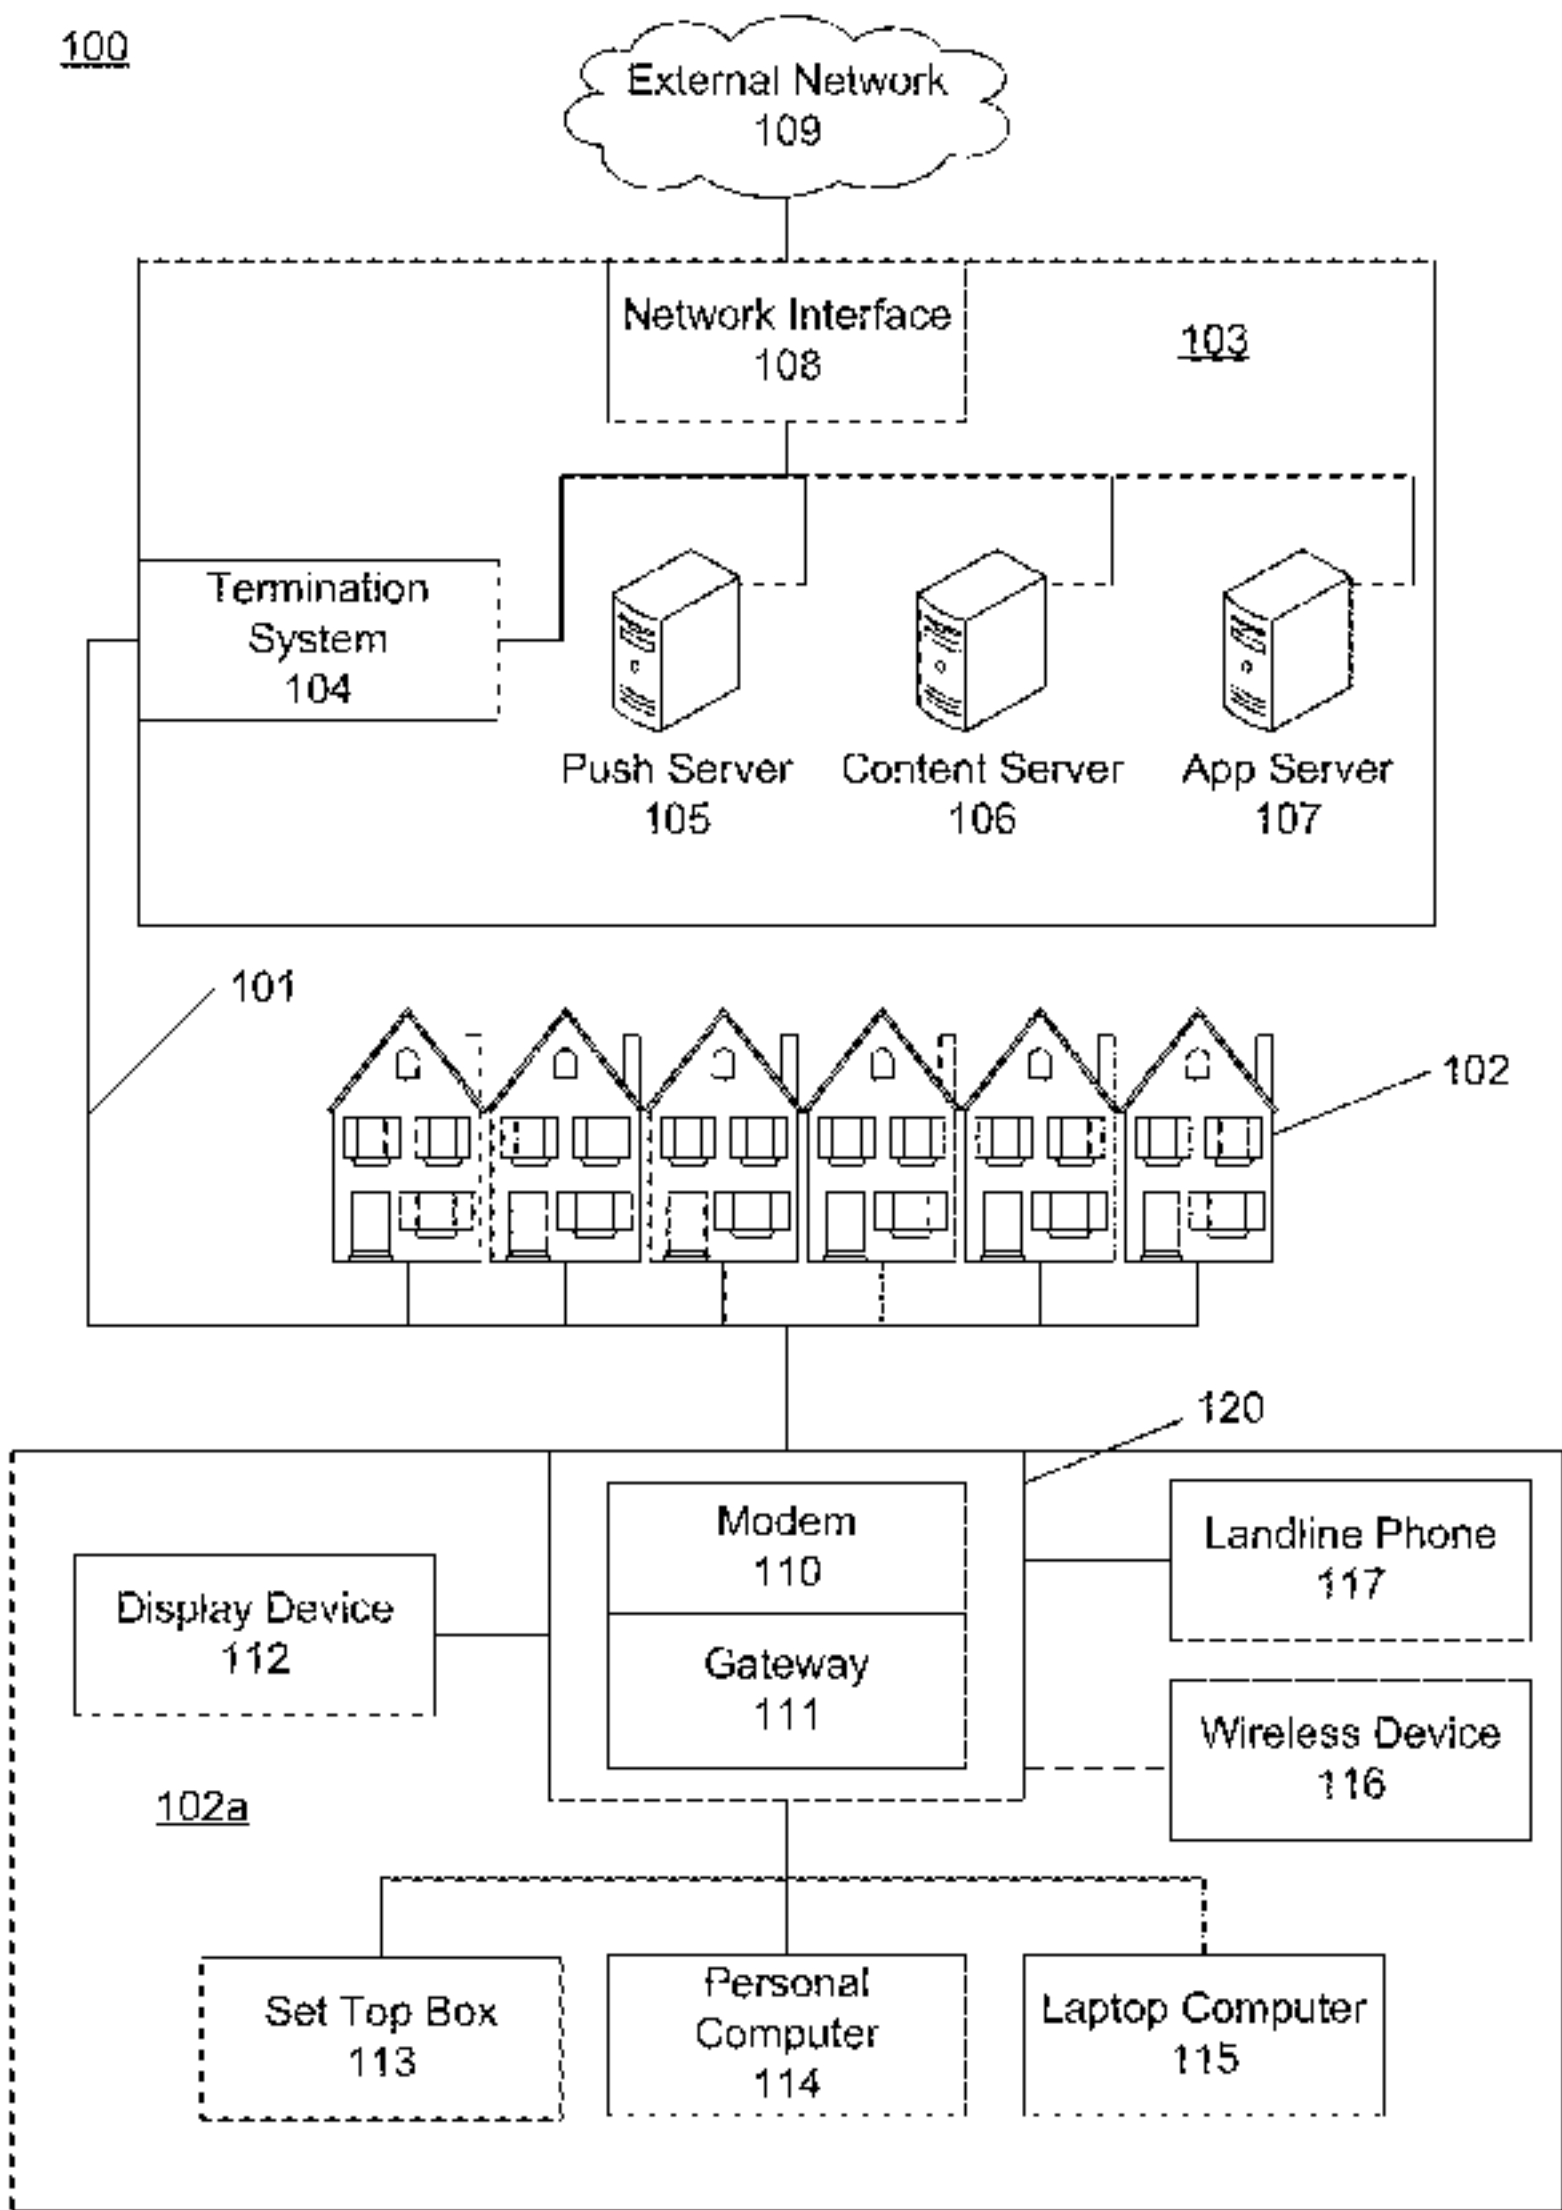 100
External Network
109
Network Interface
108
103
Termination
System
104
Push Server
105
Content Server
106
App Server
107
101
102
120
Modem
110
Landline Phone
117
Display Device
112
Gateway
111
Wireless Device
116
102a
Set Top Box
113
Personal
Computer
114
Laptop Computer
115